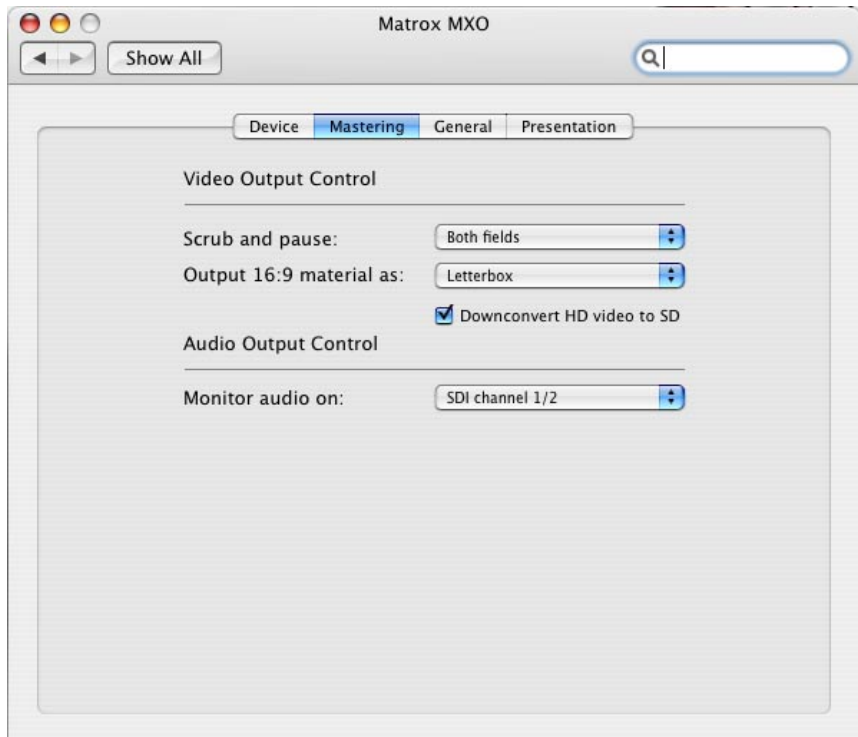 Matrox MXO
Show All
Device Mastering General Presentation
Video Output Control
Scrub and pause: Both fields
Output 16:9 material as: Letterbox
Downconvert HD video to SD
Audio Output Control
Monitor audio on: SDI channel 1/2